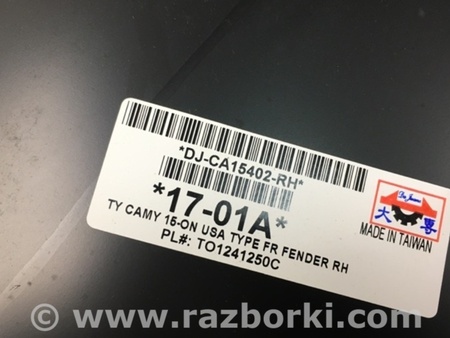 *DJ-CA15402-RH*
*17-01A*
TY CAMY 15-ON USA TYPE FR FENDER RH
PL#: TO1241250C
大 專
MADE IN TAIWAN
© www.razborki.com